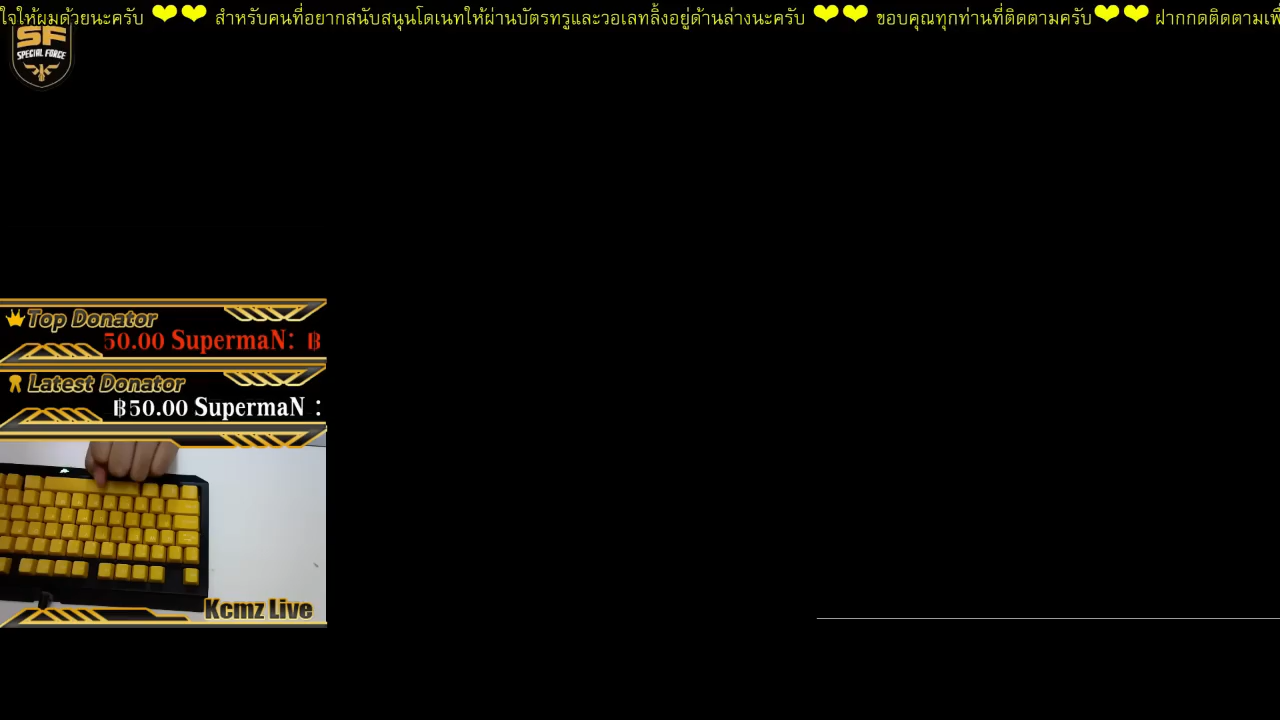 ใจให้ผมด้วยนะครับ ❤❤ สำหรับคนที่อยากสนับสนุนโดเนทให้ผ่านบัตรทรูและวอเลทลิ้งอยู่ด้านล่างนะครับ ❤❤ ขอบคุณทุกท่านที่ติดตามครับ❤❤ ฝากกดติดตามเพื่
SF
SPECIAL FORCE
Top Donator
50.00 SupermaN: ฿
Latest Donator
฿50.00 SupermaN :
Kcmz Live